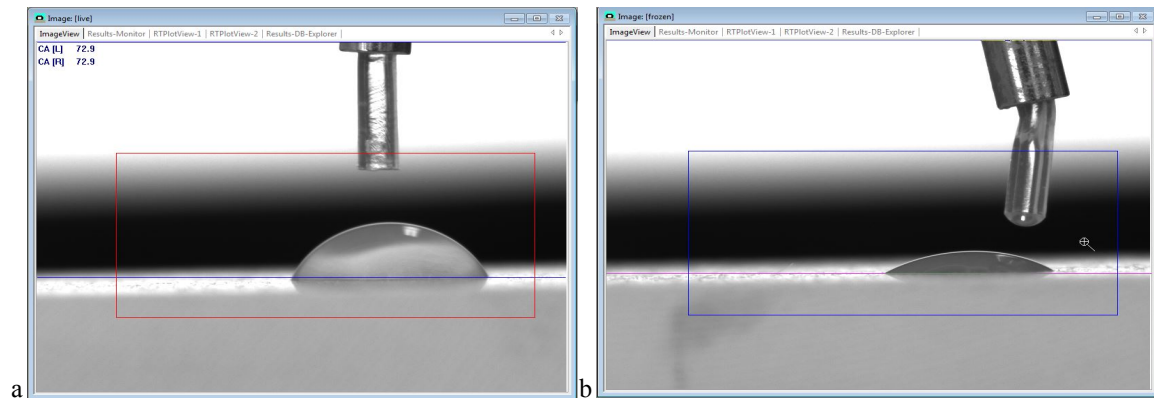 Image: [live]
ImageView Results-Monitor RTPlotView-1 RTPlotView-2 Results-DB-Explorer
CA [L] 72.9
CA [R] 72.9
a
Image: [frozen]
ImageView Results-Monitor RTPlotView-1 RTPlotView-2 Results-DB-Explorer
b